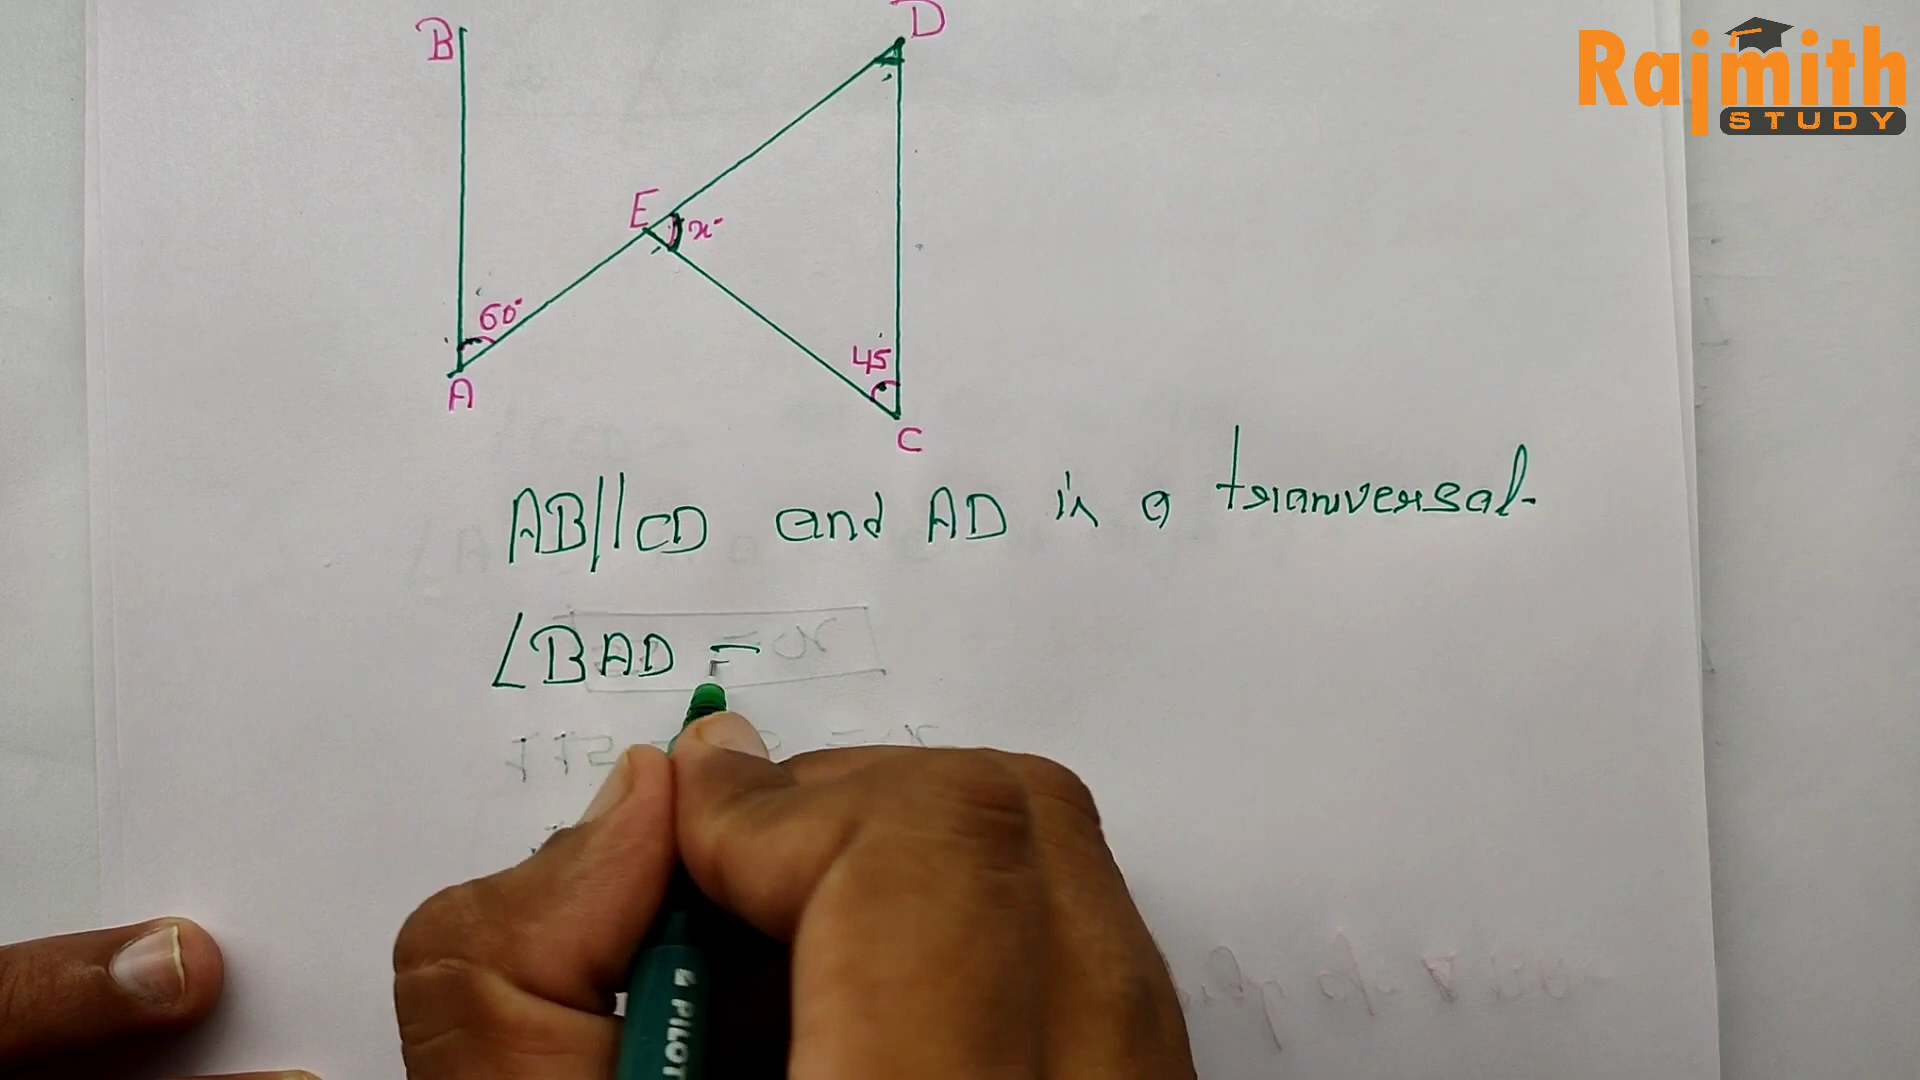 Rajmith
STUDY
B
D
E
x°
60°
45
A
C
AB//CD and AD is a tranversal.
∠BAD =
PILOT